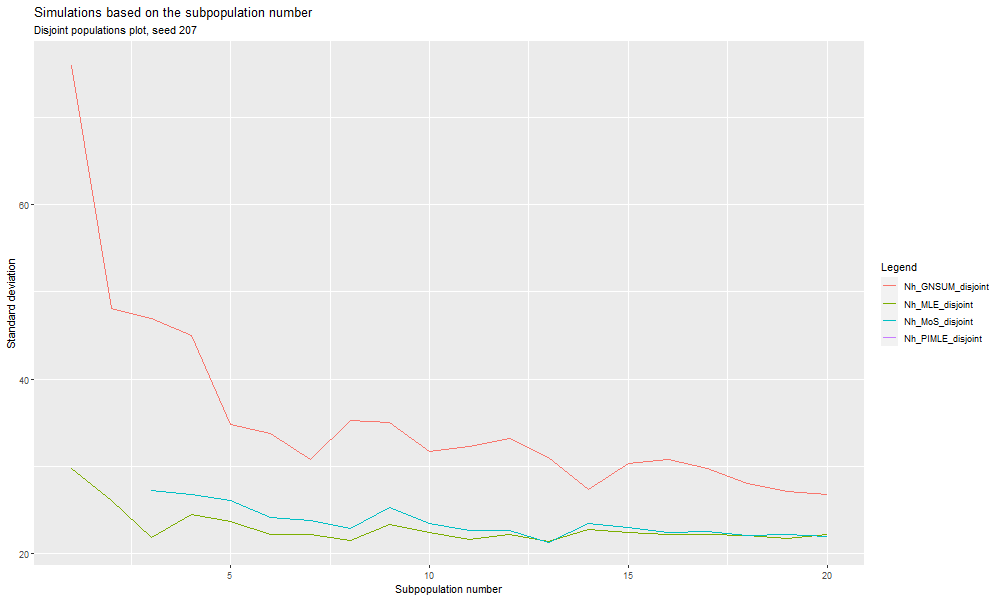 Simulations based on the subpopulation number
Disjoint populations plot, seed 207
Standard deviation
60
40
20
5
10
15
20
Subpopulation number
Legend
Nh_GNSUM_disjoint
Nh_MLE_disjoint
Nh_MoS_disjoint
Nh_PIMLE_disjoint